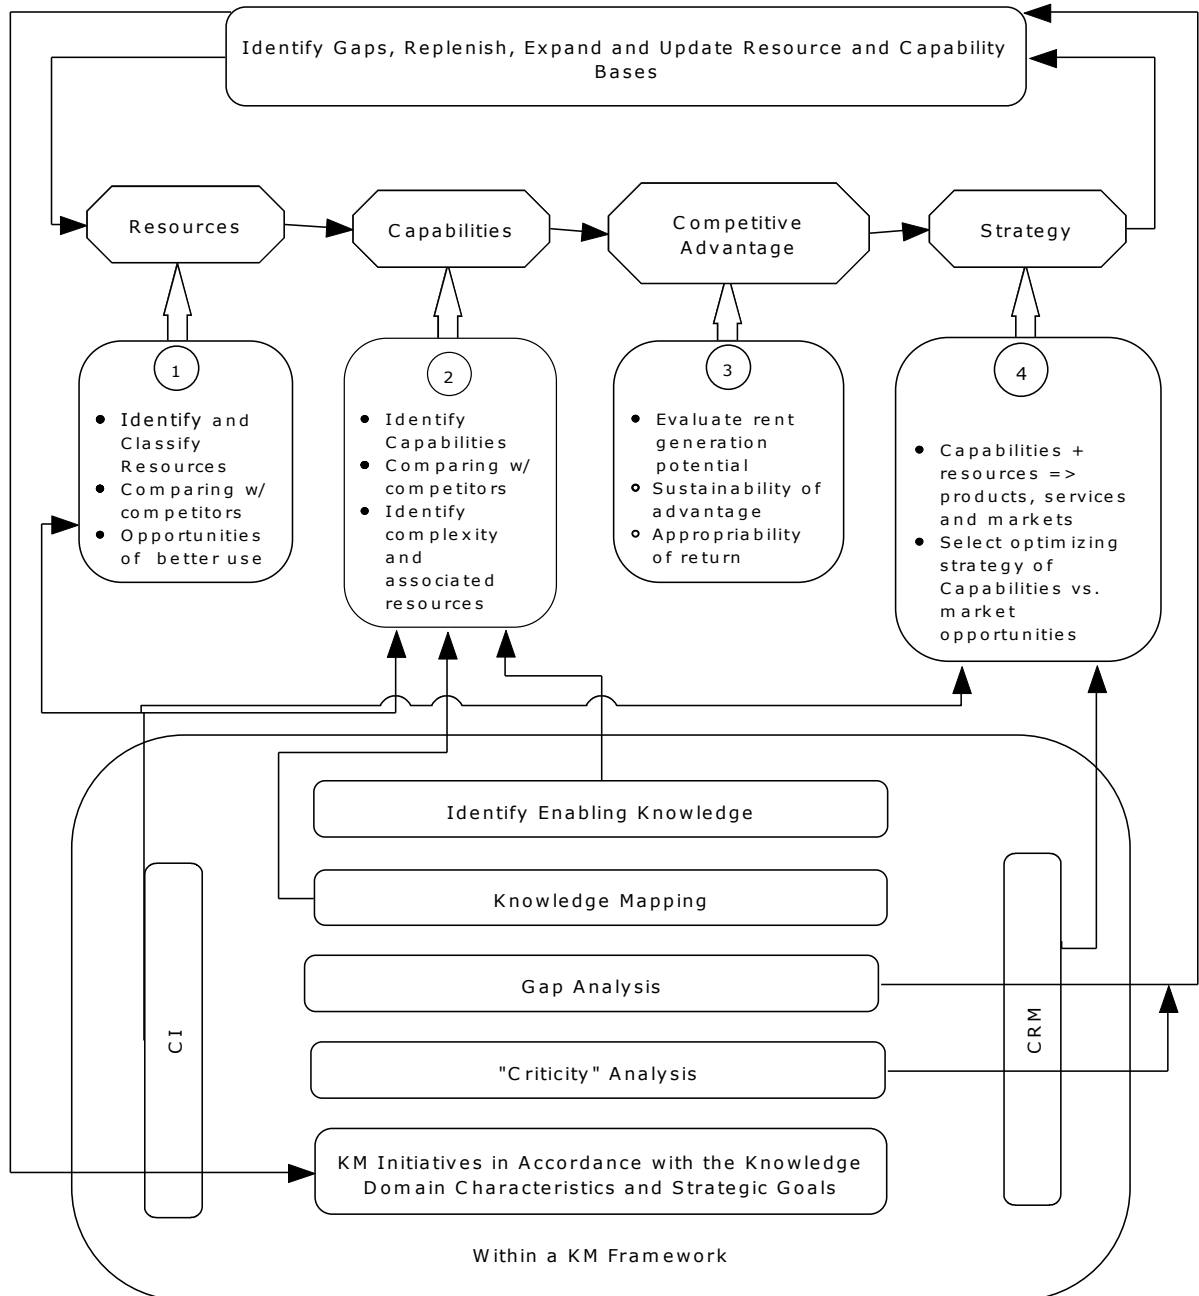 Identify Gaps, Replenish, Expand and Update Resource and Capability
Bases
Resources
Capabilities
Competitive
Advantage
Strategy
1
Identify and
Classify
Resources
Comparing w/
competitors
Opportunities
of better use
2
Identify
Capabilities
Comparing w/
competitors
Identify
complexity
and
associated
resources
3
Evaluate rent
generation
potential
Sustainability of
advantage
Appropriability
of return
4
Capabilities +
resources =>
products, services
and markets
Select optimizing
strategy of
Capabilities vs.
market
opportunities
Identify Enabling Knowledge
Knowledge Mapping
Gap Analysis
"Criticity" Analysis
KM Initiatives in Accordance with the Knowledge
Domain Characteristics and Strategic Goals
CI
CRM
Within a KM Framework